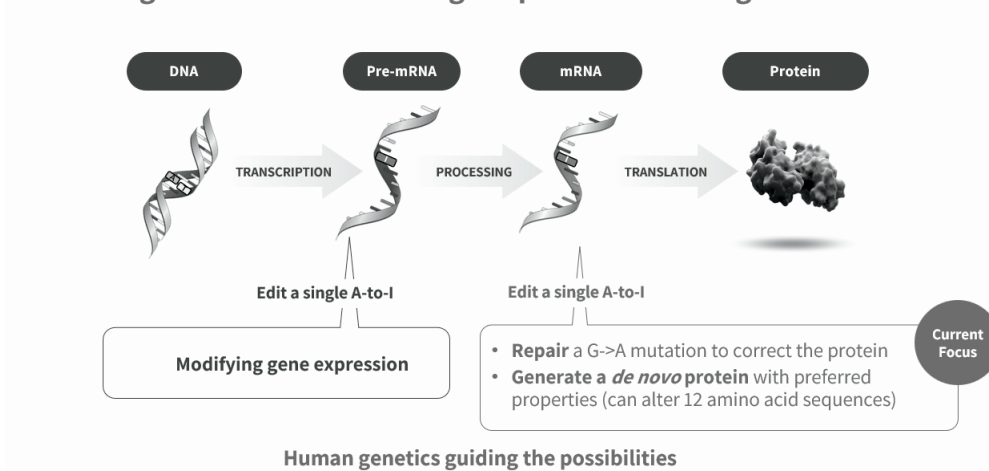 DNA
Pre-mRNA
mRNA
Protein
TRANSCRIPTION
PROCESSING
TRANSLATION
Edit a single A-to-I
Edit a single A-to-I
Modifying gene expression
• Repair a G->A mutation to correct the protein
• Generate a de novo protein with preferred
properties (can alter 12 amino acid sequences)
Current
Focus
Human genetics guiding the possibilities